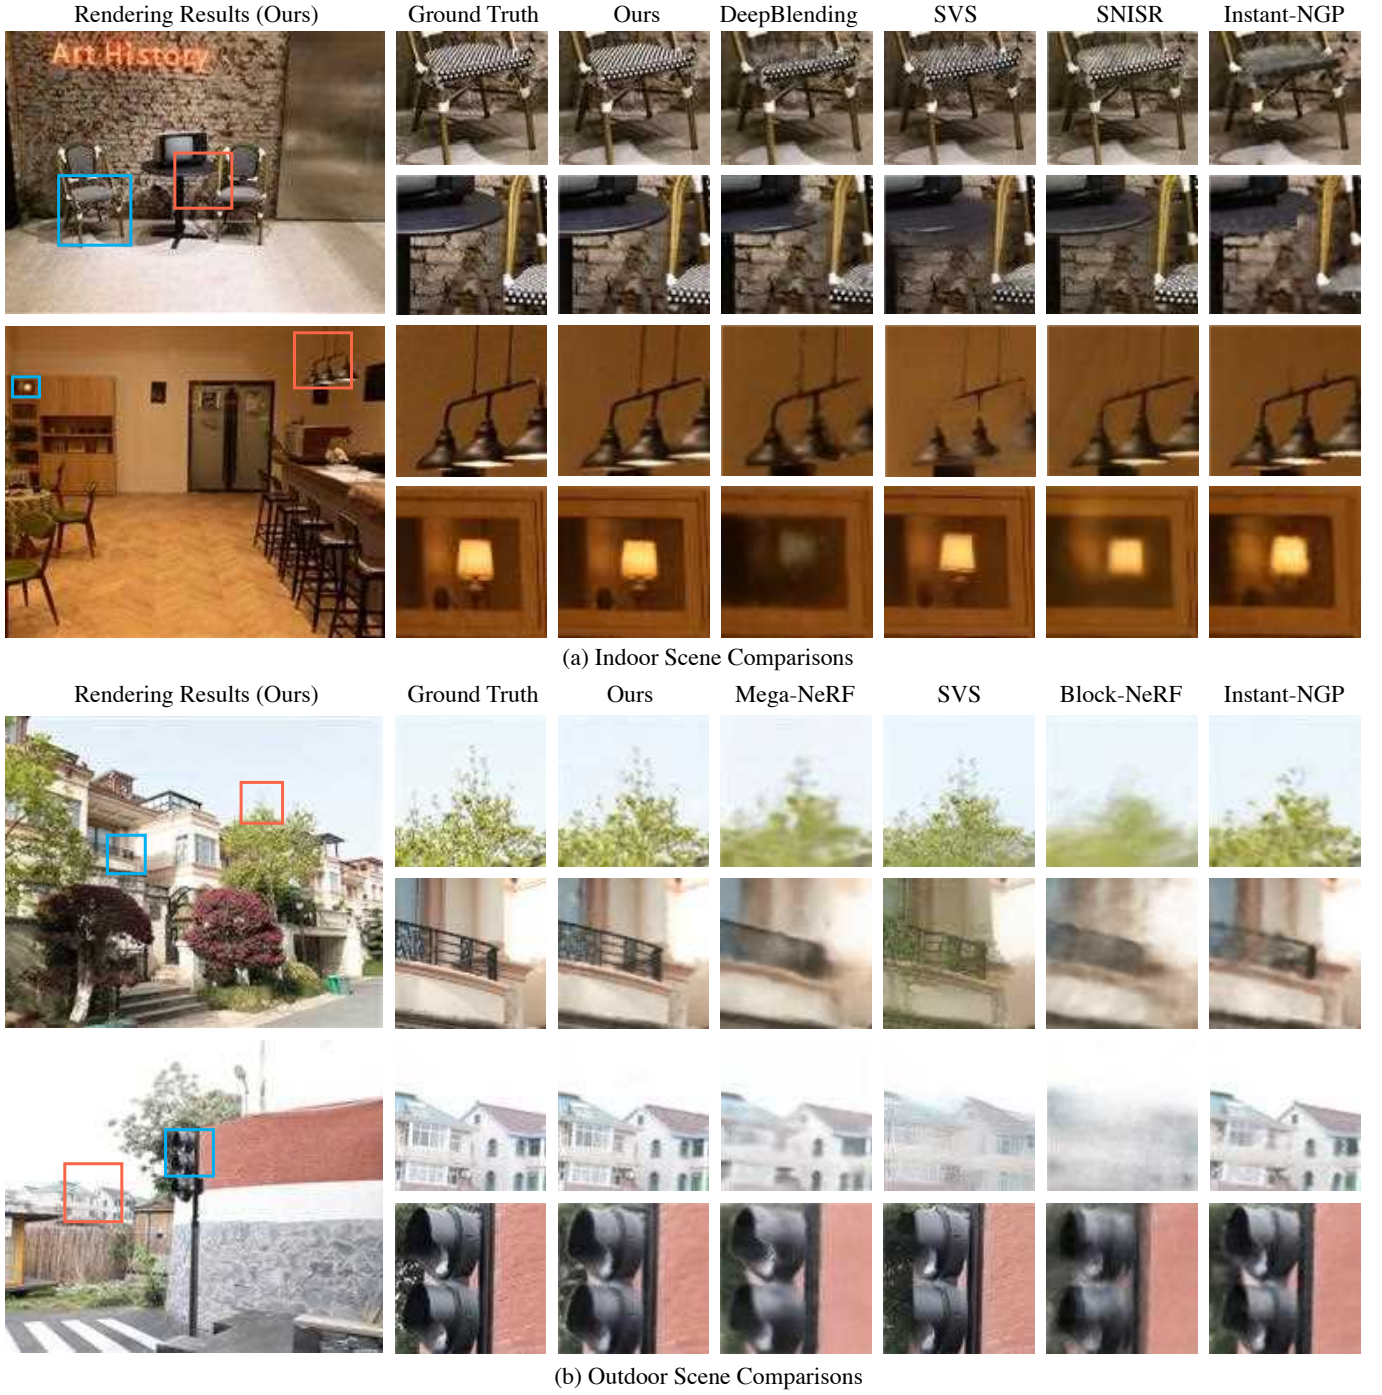 Rendering Results (Ours) Ground Truth Ours DeepBlending SVS SNISR Instant-NGP
Art History
(a) Indoor Scene Comparisons
Rendering Results (Ours) Ground Truth Ours Mega-NeRF SVS Block-NeRF Instant-NGP
(b) Outdoor Scene Comparisons